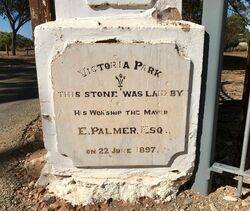 VICTORIA PARK
THIS STONE WAS LAID BY
HIS WORSHIP THE MAYOR
E. PALMER, ESQ.,
ON 22 JUNE 1897.